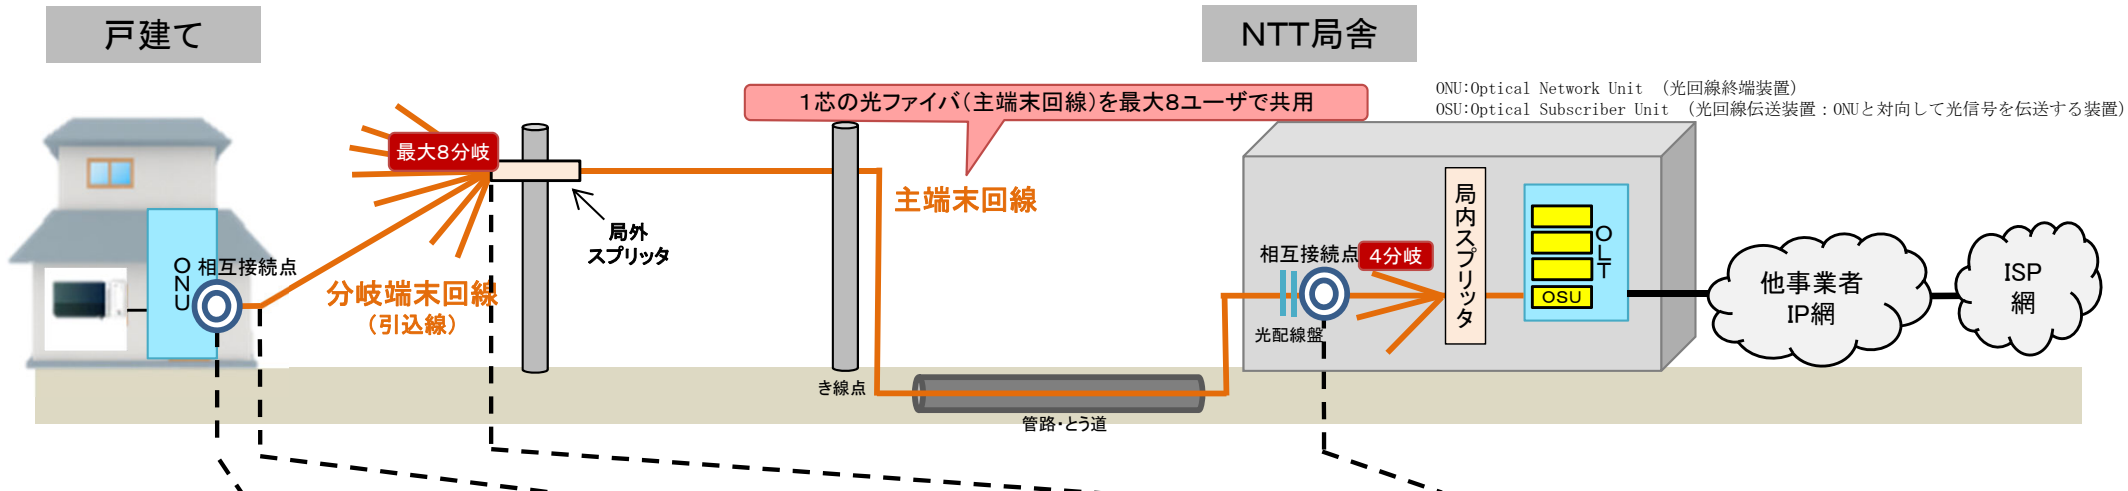 戸建て
NTT局舎
1芯の光ファイバ(主端末回線)を最大8ユーザで共用
ONU:Optical Network Unit (光回線終端装置)
OSU:Optical Subscriber Unit (光回線伝送装置:ONUと対向して光信号を伝送する装置)
最大8分岐
主端末回線
局外
スプリッタ
ONU
相互接続点
分岐端末回線
(引込線)
き線点
管路・とう道
相互接続点
4分岐
光配線盤
局内スプリッタ
OLT
OSU
他事業者
IP網
ISP
網